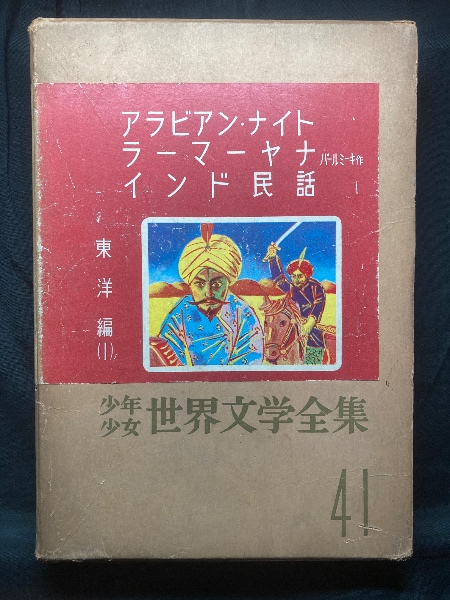 アラビアン・ナイト
ラーマーヤナ バールミーキ作
インド民話
東洋編(1)
少年少女 世界文学全集
41